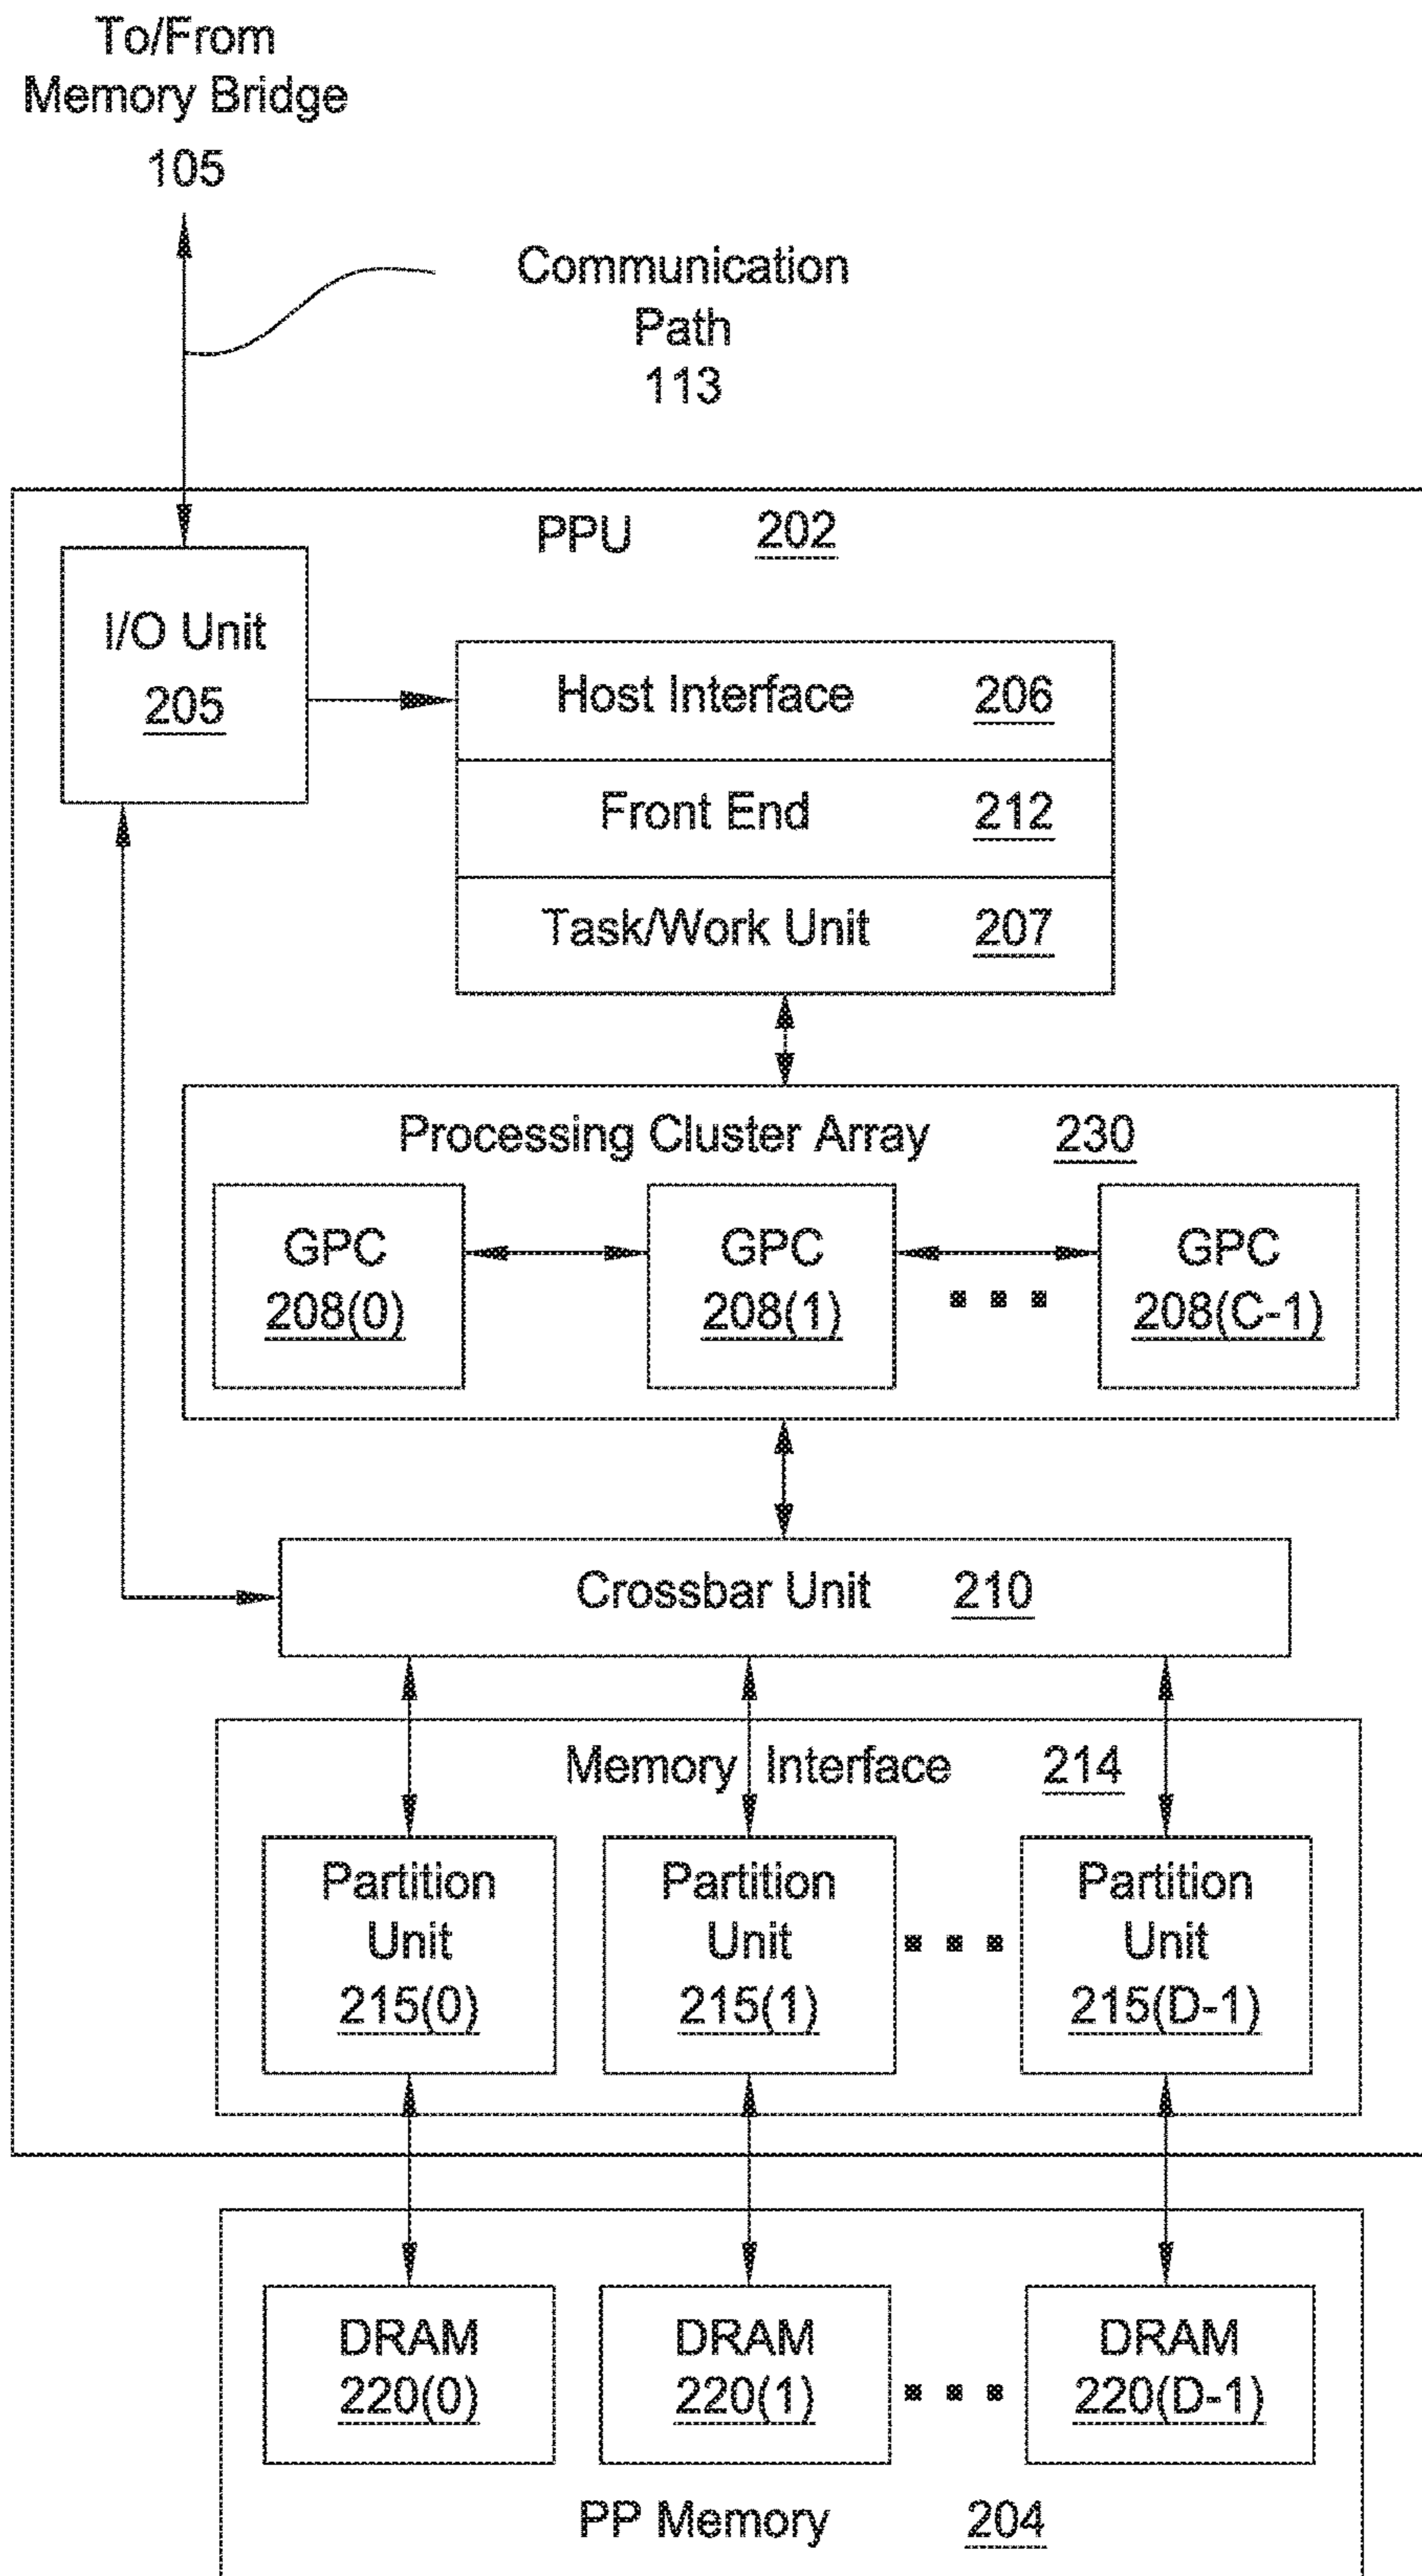 To/From
Memory Bridge
105
Communication
Path
113
PPU 202
I/O Unit
205
Host Interface 206
Front End 212
Task/Work Unit 207
Processing Cluster Array 230
GPC
208(0)
GPC
208(1)
GPC
208(C-1)
Crossbar Unit 210
Memory Interface 214
Partition
Unit
215(0)
Partition
Unit
215(1)
Partition
Unit
215(D-1)
DRAM
220(0)
DRAM
220(1)
DRAM
220(D-1)
PP Memory 204